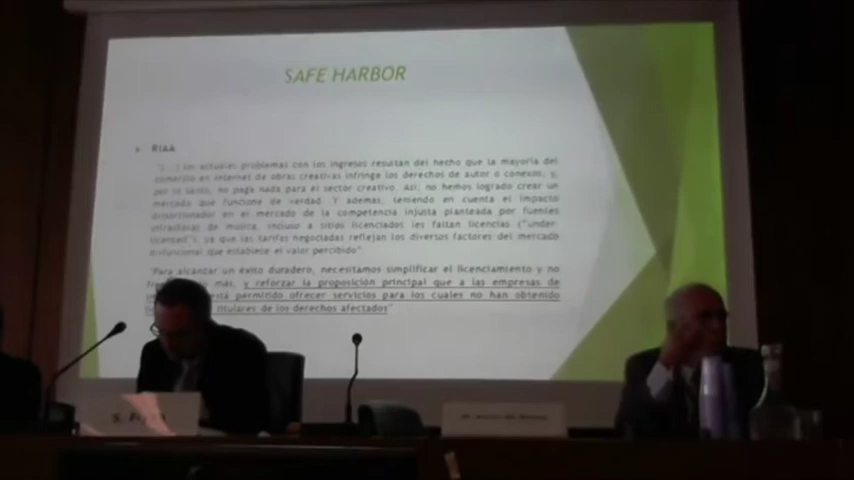 SAFE HARBOR
RIAA
actuales problemas con los ingresos resultan del hecho que la mayoría del
comercio en internet de obras creativas infringe los derechos de autor o conexos, y,
por lo tanto, no paga nada para el sector creativo. Así, no hemos logrado crear un
mercado que funcione de verdad. Y además, teniendo en cuenta el impacto
distorsionador en el mercado de la competencia injusta planteada por fuentes
infractoras de música, incluso a sitios licenciados les faltan licencias ("under-
licensed"), ya que las tarifas negociadas reflejan los diversos factores del mercado
disfuncional que establece el valor percibido"
"Para alcanzar un éxito duradero, necesitamos simplificar el licenciamiento y no
más, y reforzar la proposición principal que a las empresas de
está permitido ofrecer servicios para los cuales no han obtenido
titulares de los derechos afectados"
S.